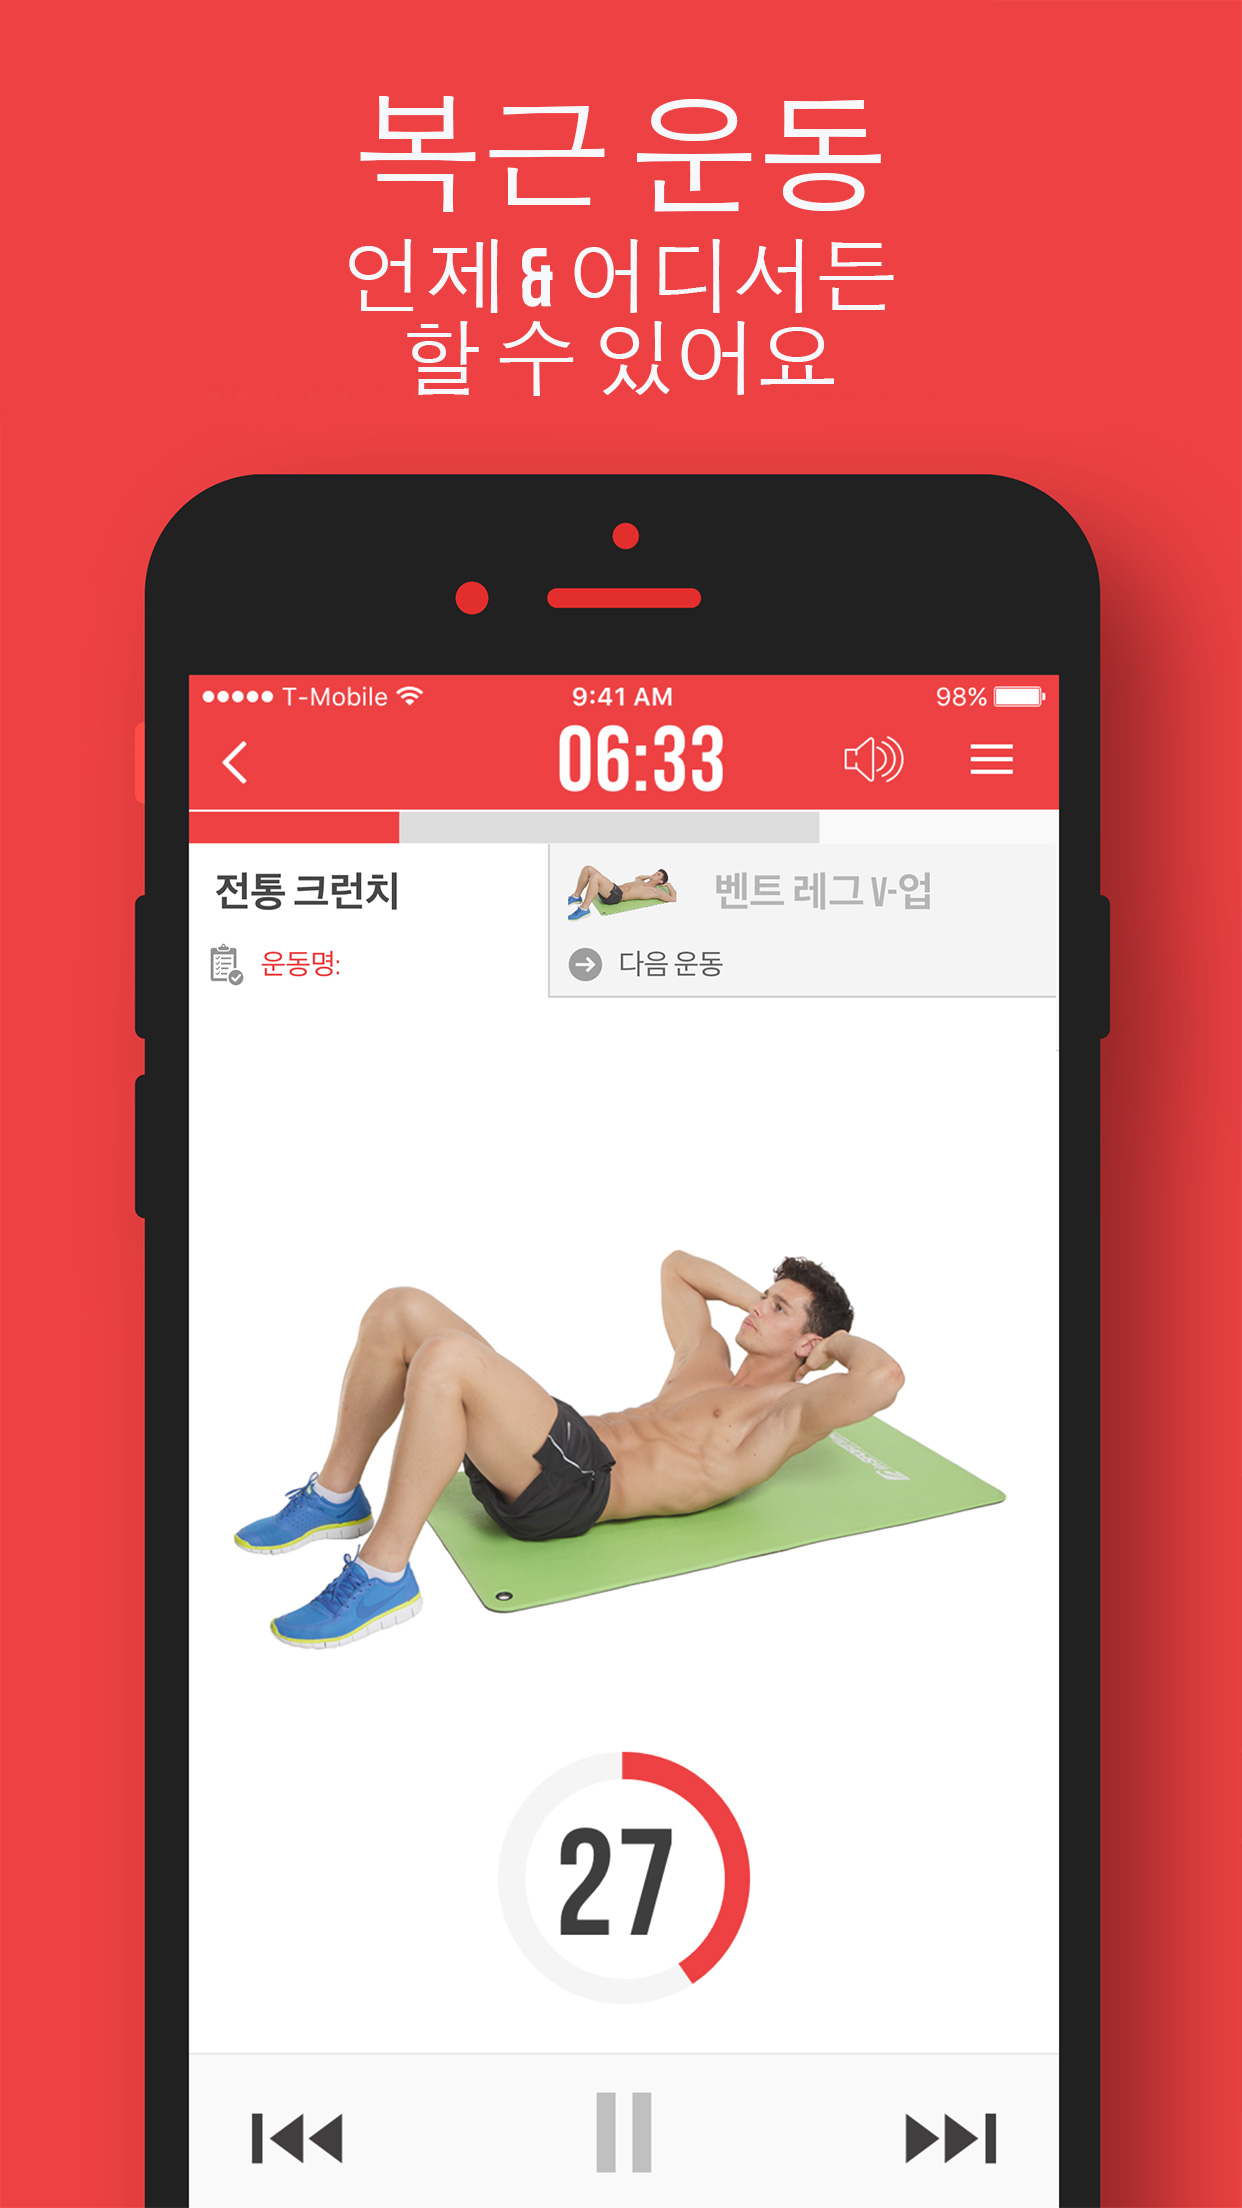 복근 운동
언제 & 어디서든
할 수 있어요
T-Mobile 9:41 AM 98%
06:33
전통 크런치
벤트 레그 V-업
운동명:
다음 운동
27